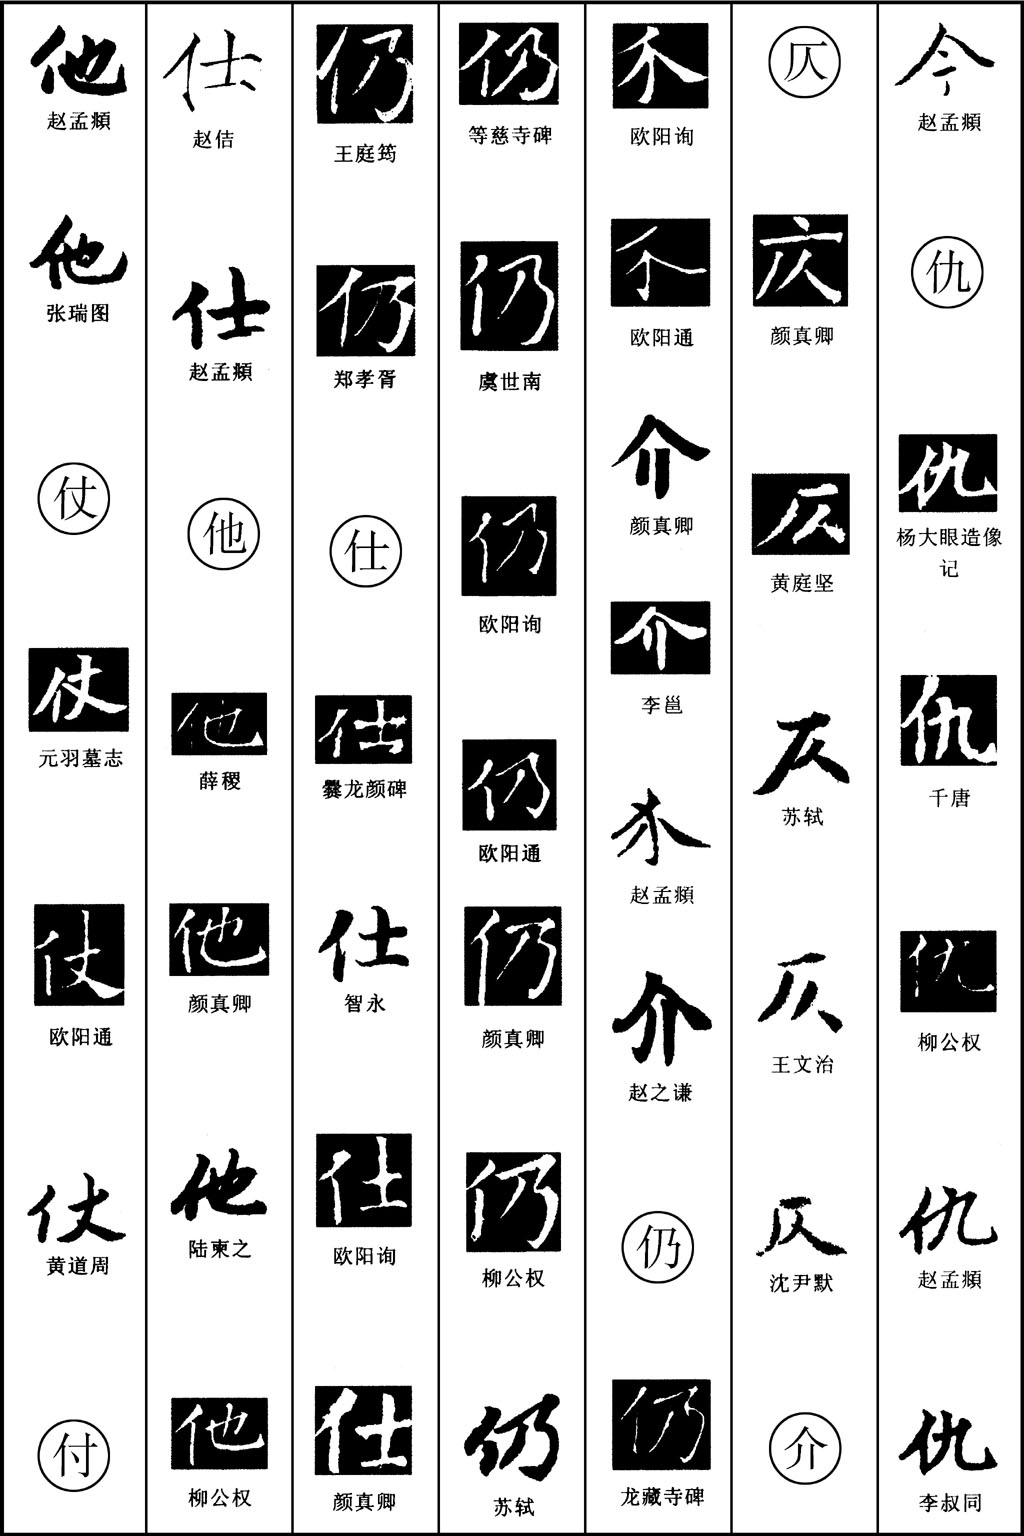 今
赵孟頫
仇
仇
杨大眼造像
记
仇
千唐
仇
柳公权
仇
赵孟頫
仇
李叔同
仄
仄
颜真卿
仄
黄庭坚
仄
苏轼
仄
王文治
仄
沈尹默
介
介
欧阳询
介
欧阳通
介
颜真卿
介
李邕
介
赵孟頫
介
赵之谦
仍
仍
龙藏寺碑
仍
等慈寺碑
仍
虞世南
仍
欧阳询
仍
欧阳通
仍
颜真卿
仍
柳公权
仍
苏轼
仍
王庭筠
仍
郑孝胥
仕
仕
爨龙颜碑
仕
智永
仕
欧阳询
仕
颜真卿
仕
赵佶
仕
赵孟頫
他
他
薛稷
他
颜真卿
他
陆柬之
他
柳公权
他
赵孟頫
他
张瑞图
仗
仗
元羽墓志
仗
欧阳通
仗
黄道周
付